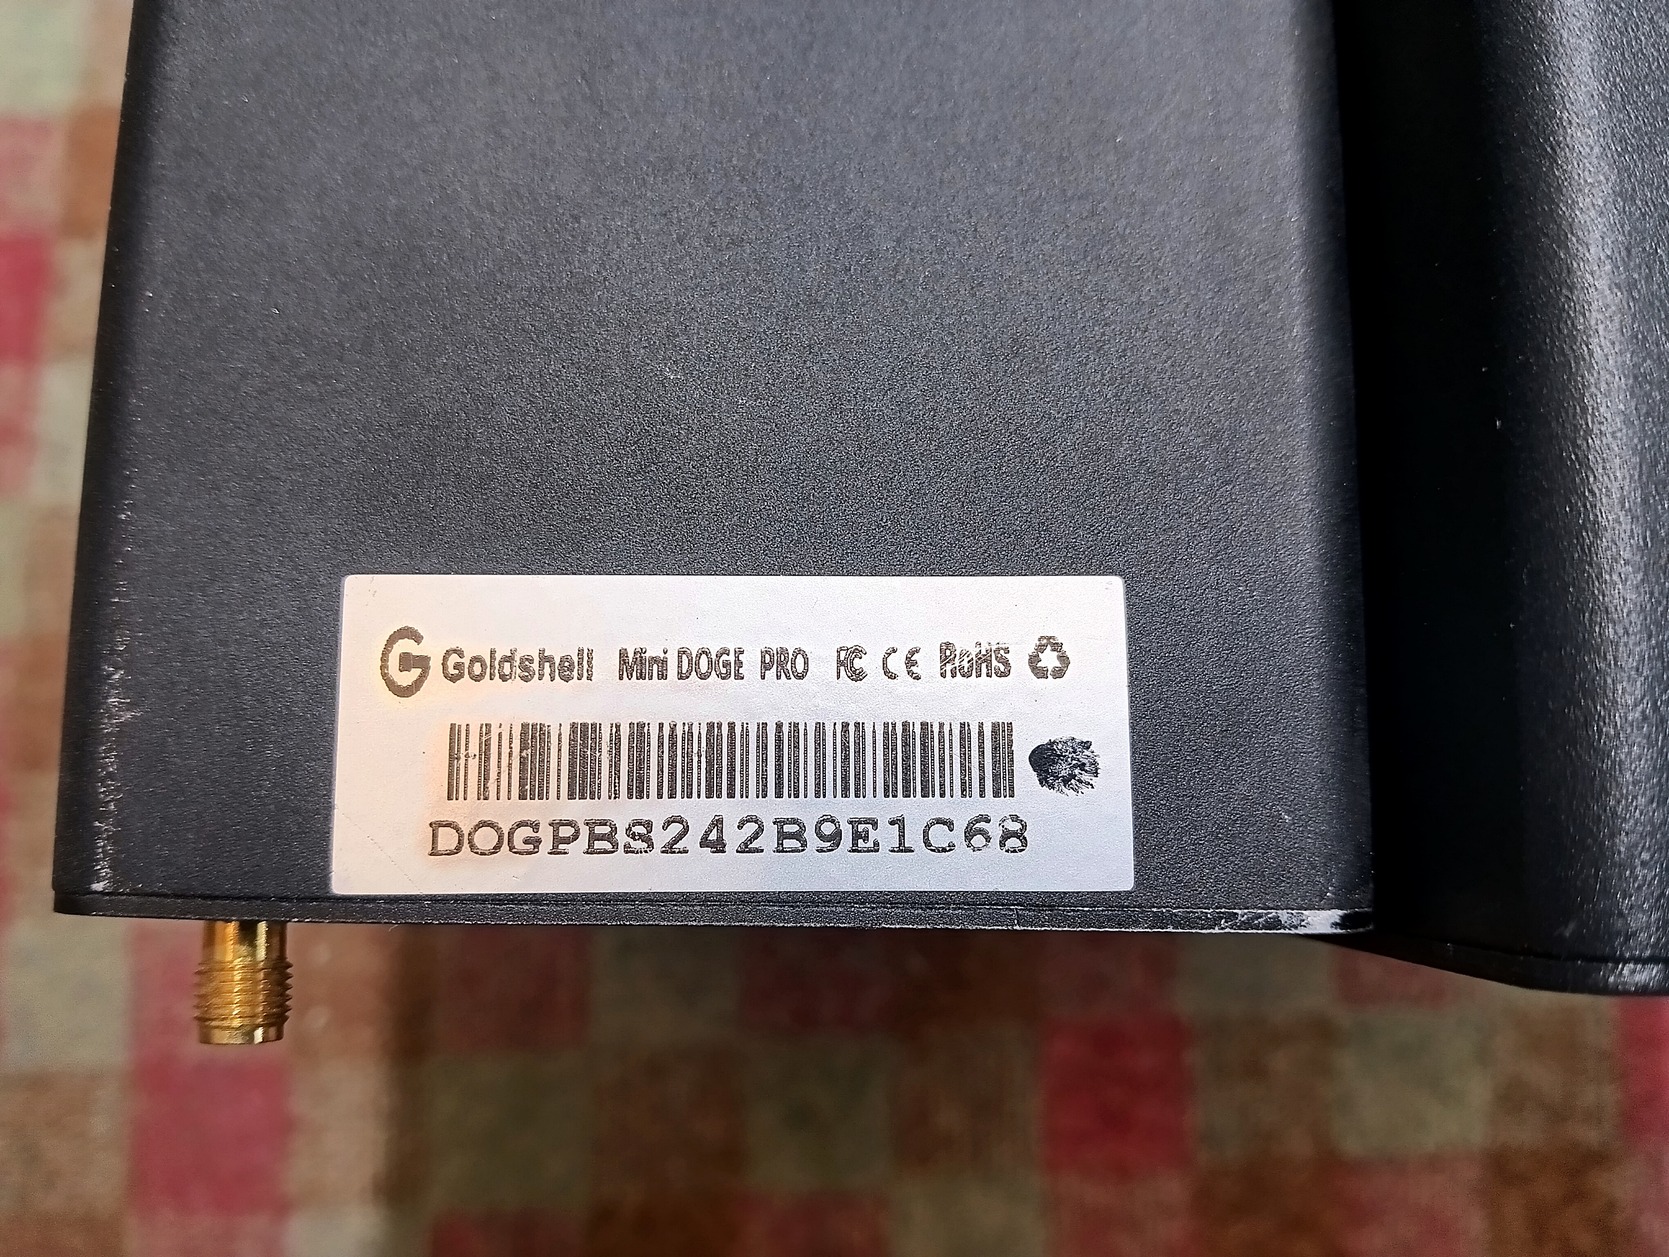 G Goldshell Mini DOGE PRO FC CE RoHS
DOGPBS242B9E1C68